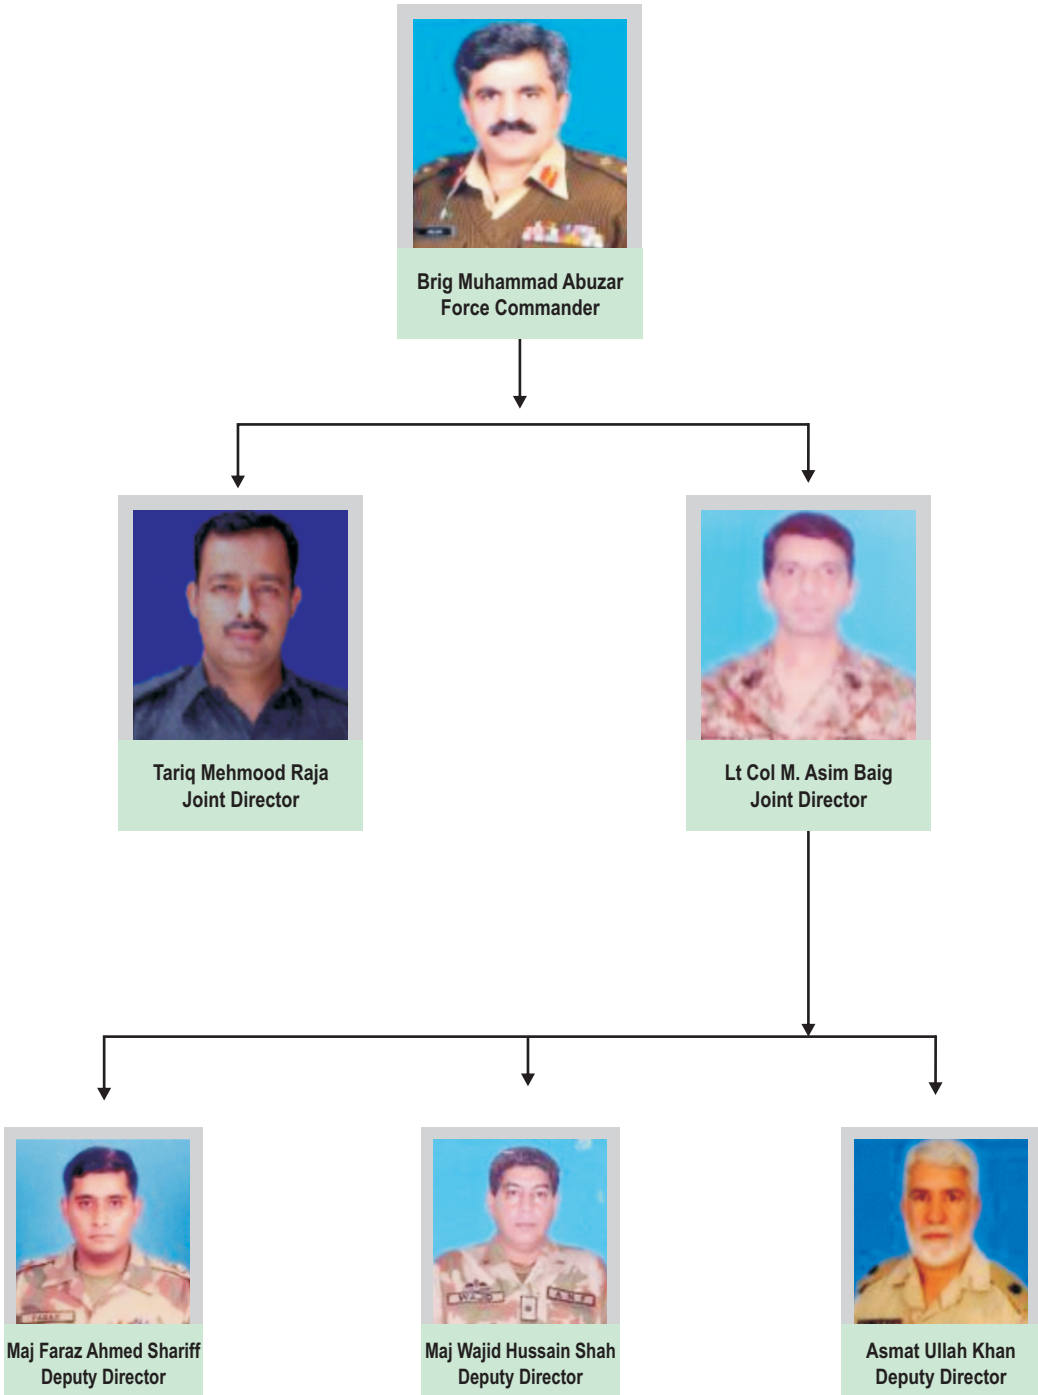 Brig Muhammad Abuzar
Force Commander
Tariq Mehmood Raja
Joint Director
Lt Col M. Asim Baig
Joint Director
WAJID
A.N.F
Maj Faraz Ahmed Shariff
Deputy Director
Maj Wajid Hussain Shah
Deputy Director
Asmat Ullah Khan
Deputy Director